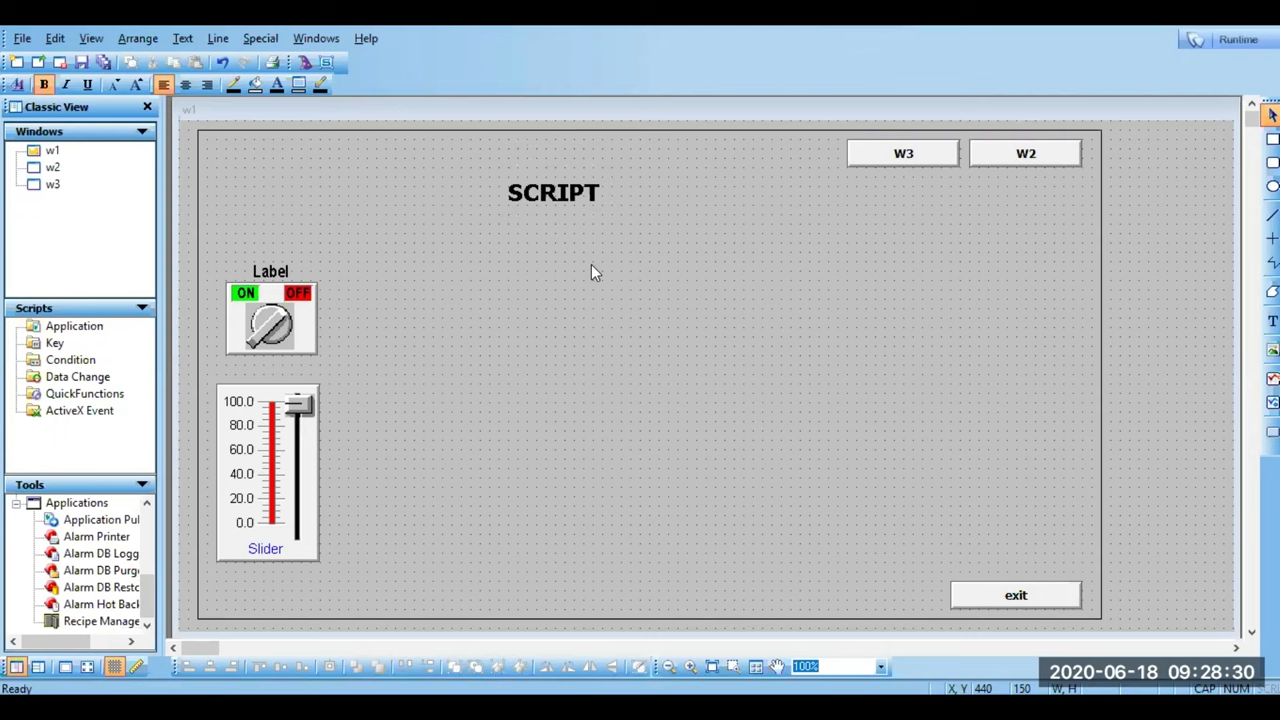 File Edit View Arrange Text Line Special Windows Help
Runtime
B I U A A A
Classic View
Windows
w1
w2
w3
Scripts
Application
Key
Condition
Data Change
QuickFunctions
ActiveX Event
Tools
Applications
Application Pul
Alarm Printer
Alarm DB Logg
Alarm DB Purg
Alarm DB Resto
Alarm Hot Back
Recipe Manage
w1
W3 W2
SCRIPT
Label
ON OFF
100.0
80.0
60.0
40.0
20.0
0.0
Slider
exit
T
100%
2020-06-18 09:28:30
Ready X, Y 440 150 W, H CAP NUM